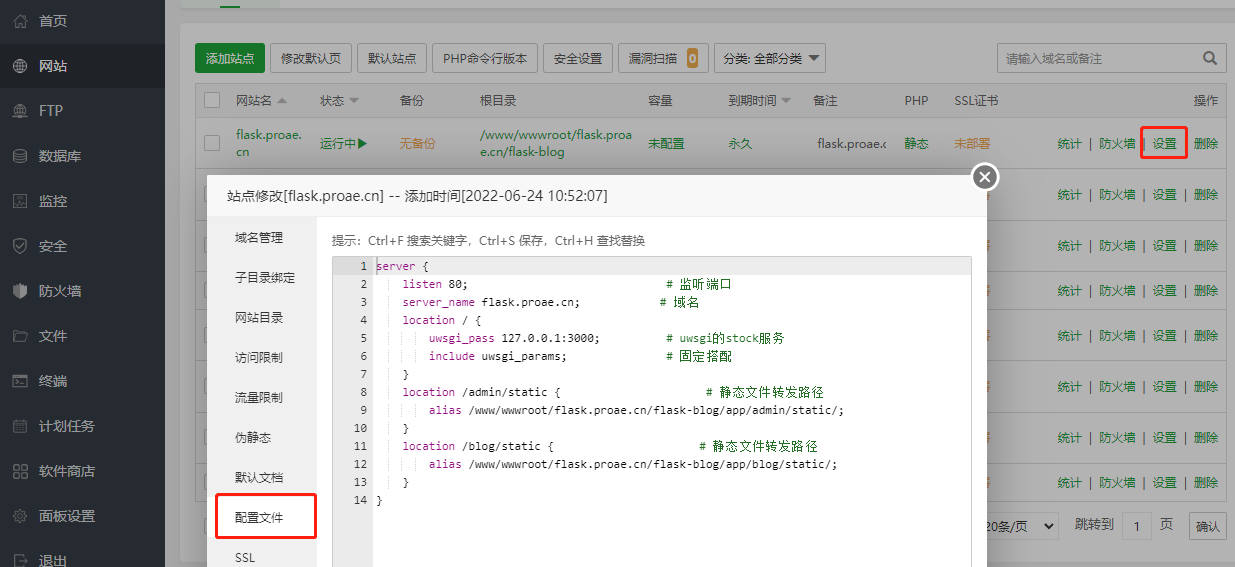 首页
网站
FTP
数据库
监控
安全
防火墙
文件
终端
计划任务
软件商店
面板设置
退出
添加站点 修改默认页 默认站点 PHP命令行版本 安全设置 漏洞扫描 0 分类: 全部分类 请输入域名或备注
网站名 状态 备份 根目录 容量 到期时间 备注 PHP SSL证书 操作
flask.proae.cn 运行中 无备份 /www/wwwroot/flask.proae.cn/flask-blog 未配置 永久 flask.proae.c 静态 未部署 统计 | 防火墙 | 设置 | 删除
统计 | 防火墙 | 设置 | 删除
统计 | 防火墙 | 设置 | 删除
统计 | 防火墙 | 设置 | 删除
统计 | 防火墙 | 设置 | 删除
统计 | 防火墙 | 设置 | 删除
统计 | 防火墙 | 设置 | 删除
统计 | 防火墙 | 设置 | 删除
20条/页 跳转到 1 页 确认
站点修改[flask.proae.cn] -- 添加时间[2022-06-24 10:52:07]
域名管理
子目录绑定
网站目录
访问限制
流量限制
伪静态
默认文档
配置文件
SSL
提示：Ctrl+F 搜索关键字，Ctrl+S 保存，Ctrl+H 查找替换
1 server {
2 listen 80; # 监听端口
3 server_name flask.proae.cn; # 域名
4 location / {
5 uwsgi_pass 127.0.0.1:3000; # uwsgi的stock服务
6 include uwsgi_params; # 固定搭配
7 }
8 location /admin/static { # 静态文件转发路径
9 alias /www/wwwroot/flask.proae.cn/flask-blog/app/admin/static/;
10 }
11 location /blog/static { # 静态文件转发路径
12 alias /www/wwwroot/flask.proae.cn/flask-blog/app/blog/static/;
13 }
14 }